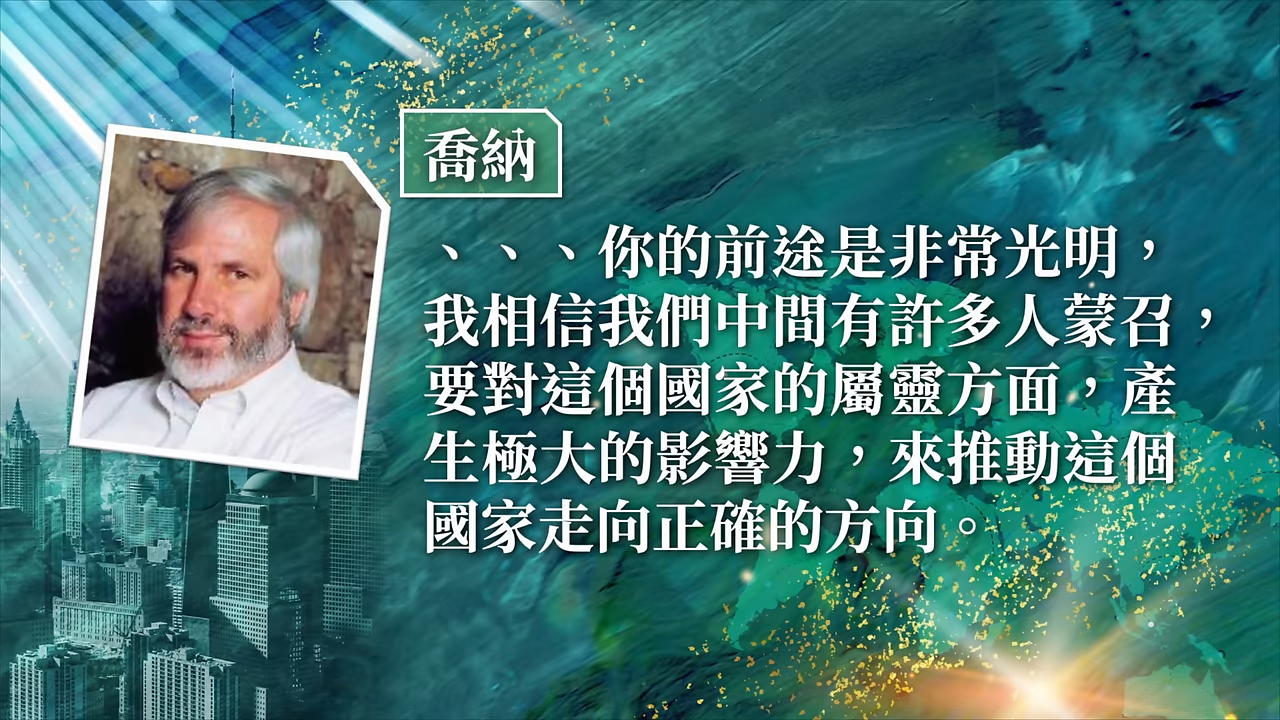 喬納
、、、你的前途是非常光明，
我相信我們中間有許多人蒙召，
要對這個國家的屬靈方面，產
生極大的影響力，來推動這個
國家走向正確的方向。